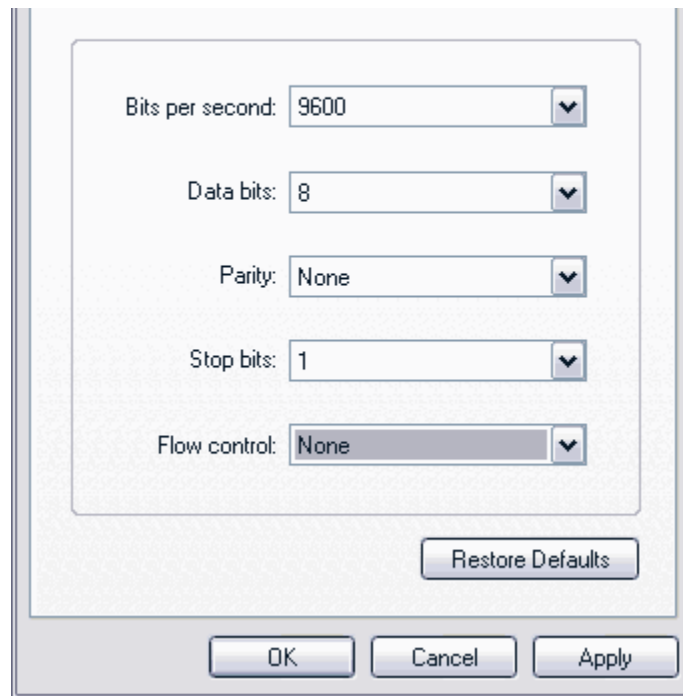 Bits per second: 9600
Data bits: 8
Parity: None
Stop bits: 1
Flow control: None
Restore Defaults
OK Cancel Apply